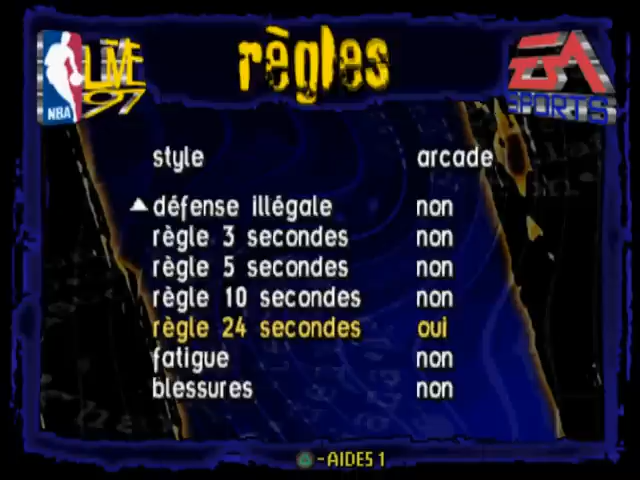 NBA
LIVE
97
règles
EA
SPORTS
style arcade
défense illégale non
règle 3 secondes non
règle 5 secondes non
règle 10 secondes non
règle 24 secondes oui
fatigue non
blessures non
-AIDES 1